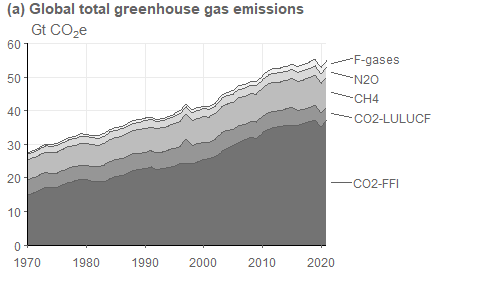 (a) Global total greenhouse gas emissions
Gt CO₂e
60
50
40
30
20
10
0
1970 1980 1990 2000 2010 2020
F-gases
N2O
CH4
CO2-LULUCF
CO2-FFI